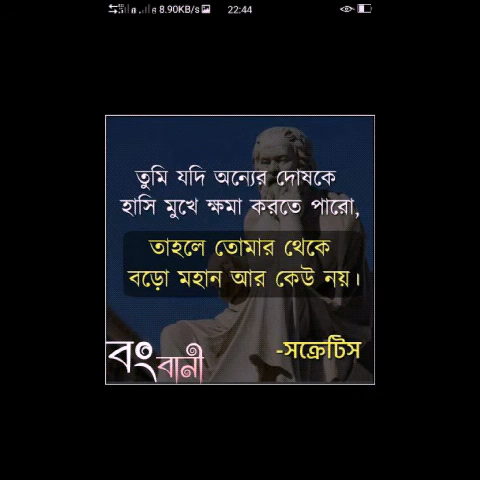 8.90KB/s 22:44
তুমি যদি অন্যের দোষকে
হাসি মুখে ক্ষমা করতে পারো,
তাহলে তোমার থেকে
বড়ো মহান আর কেউ নয়।
-সক্রেটিস
বং বানী